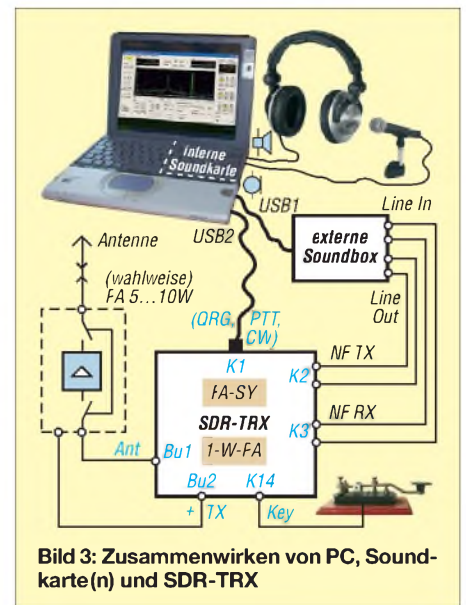 interne
Soundkarte
USB1
Line In
USB2
externe
Soundbox
Antenne
(wahlweise)
PA 5...10W
Line
Out
(QRG, PTT,
CW)
K1
NF TX
K2
FA-SY
SDR-TRX
NF RX
K3
1-W-PA
Ant
Bu1
Bu2
K14
+ TX
Key
Bild 3: Zusammenwirken von PC, Sound-
karte(n) und SDR-TRX